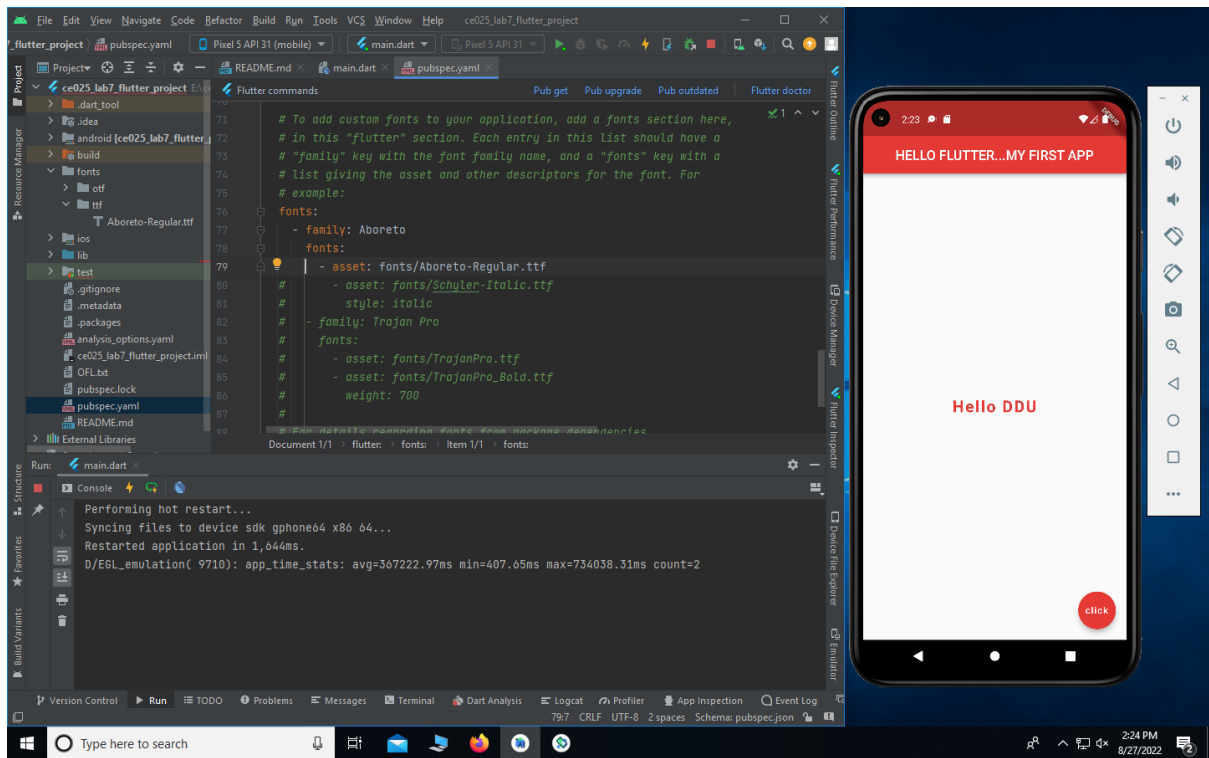 File Edit View Navigate Code Refactor Build Run Tools VCS Window Help ce025_lab7_flutter_project
_flutter_project pubspec.yaml Pixel 5 API 31 (mobile) main.dart Pixel 5 API 31
Project README.md main.dart pubspec.yaml
ce025_lab7_flutter_project
Flutter commands Pub get Pub upgrade Pub outdated Flutter doctor
.dart_tool
.idea
android [ce025_lab7_flutter_
build
fonts
otf
ttf
Aboreto-Regular.ttf
ios
lib
test
.gitignore
.metadata
.packages
analysis_options.yaml
ce025_lab7_flutter_project.iml
OFL.txt
pubspec.lock
pubspec.yaml
README.md
External Libraries
71 # To add custom fonts to your application, add a fonts section here,
72 # in this "flutter" section. Each entry in this list should have a
73 # "family" key with the font family name, and a "fonts" key with a
74 # list giving the asset and other descriptors for the font. For
75 # example:
76 fonts:
77 - family: Aboreto
78 fonts:
79 - asset: fonts/Aboreto-Regular.ttf
80 # - asset: fonts/Schyler-Italic.ttf
81 # style: italic
82 # - family: Trajan Pro
83 # fonts:
84 # - asset: fonts/TrajanPro.ttf
85 # - asset: fonts/TrajanPro_Bold.ttf
86 # weight: 700
87 #
88 # For details regarding fonts from package dependencies
1
Document 1/1 flutter: fonts: Item 1/1 fonts:
Run: main.dart
Console
Performing hot restart...
Syncing files to device sdk gphone64 x86 64...
Restarted application in 1,644ms.
D/EGL_emulation( 9710): app_time_stats: avg=367222.97ms min=407.65ms max=734038.31ms count=2
Project
Resource Manager
Structure
Favorites
Build Variants
Flutter Outline
Flutter Performance
Device Manager
Flutter Inspector
Device File Explorer
Emulator
Version Control Run TODO Problems Messages Terminal Dart Analysis Logcat Profiler App Inspection Event Log
79:7 CRLF UTF-8 2 spaces Schema: pubspec.json
2:23
DEBUG
HELLO FLUTTER...MY FIRST APP
Hello DDU
click
Type here to search
2:24 PM
8/27/2022
2